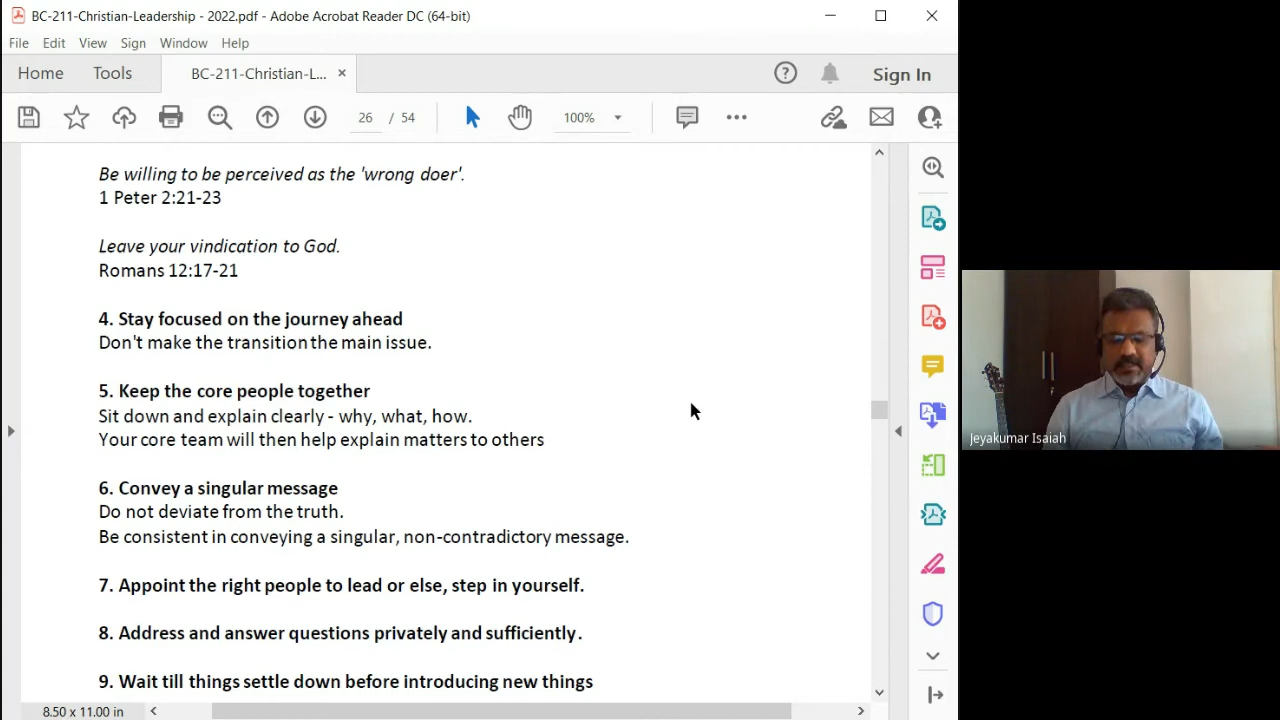 BC-211-Christian-Leadership - 2022.pdf - Adobe Acrobat Reader DC (64-bit)
File Edit View Sign Window Help
Home Tools BC-211-Christian-L... Sign In
26 / 54 100%
Be willing to be perceived as the 'wrong doer'.
1 Peter 2:21-23
Leave your vindication to God.
Romans 12:17-21
4. Stay focused on the journey ahead
Don't make the transition the main issue.
5. Keep the core people together
Sit down and explain clearly - why, what, how.
Your core team will then help explain matters to others
6. Convey a singular message
Do not deviate from the truth.
Be consistent in conveying a singular, non-contradictory message.
7. Appoint the right people to lead or else, step in yourself.
8. Address and answer questions privately and sufficiently.
9. Wait till things settle down before introducing new things
8.50 x 11.00 in
Jeyakumar Isaiah